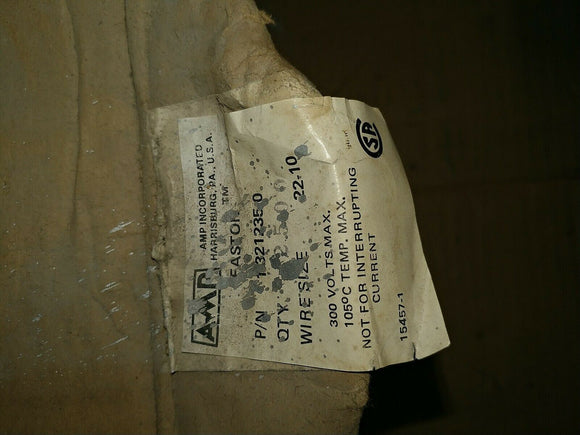 AMP
AMP INCORPORATED
HARRISBURG, PA., U.S.A.
FASTON TM
P/N 1-321235-0
QTY
WIRE SIZE 22-10
300 VOLTS MAX.
105°C TEMP. MAX.
NOT FOR INTERRUPTING
CURRENT
15457-1